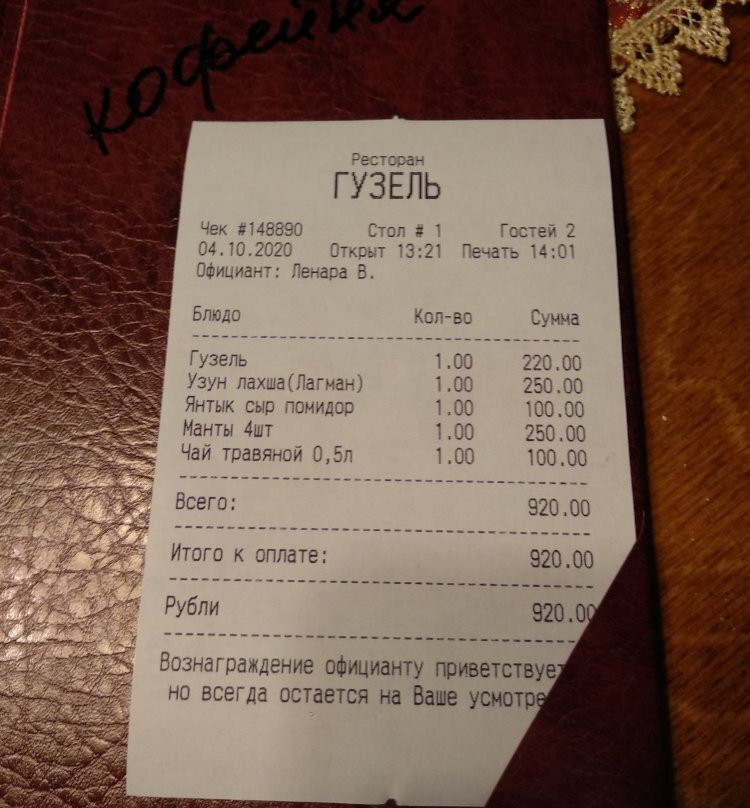 кофейня
Ресторан
ГУЗЕЛЬ
Чек #148890 Стол # 1 Гостей 2
04.10.2020 Открыт 13:21 Печать 14:01
Официант: Ленара В.
Блюдо Кол-во Сумма
Гузель 1.00 220.00
Узун лахша(Лагман) 1.00 250.00
Янтык сыр помидор 1.00 100.00
Манты 4шт 1.00 250.00
Чай травяной 0,5л 1.00 100.00
Всего: 920.00
Итого к оплате: 920.00
Рубли 920.00
Вознаграждение официанту приветствует
но всегда остается на Ваше усмотре